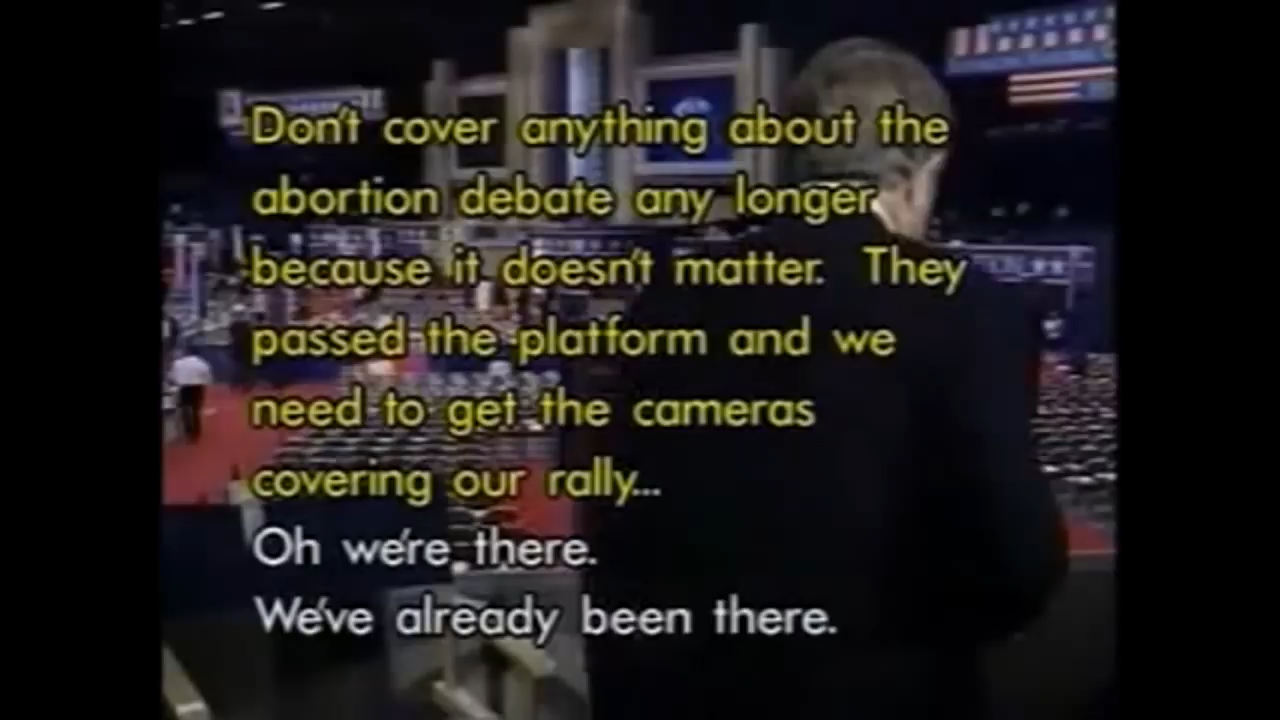 Don't cover anything about the
abortion debate any longer
because it doesn't matter. They
passed the platform and we
need to get the cameras
covering our rally...
Oh we're there.
We've already been there.